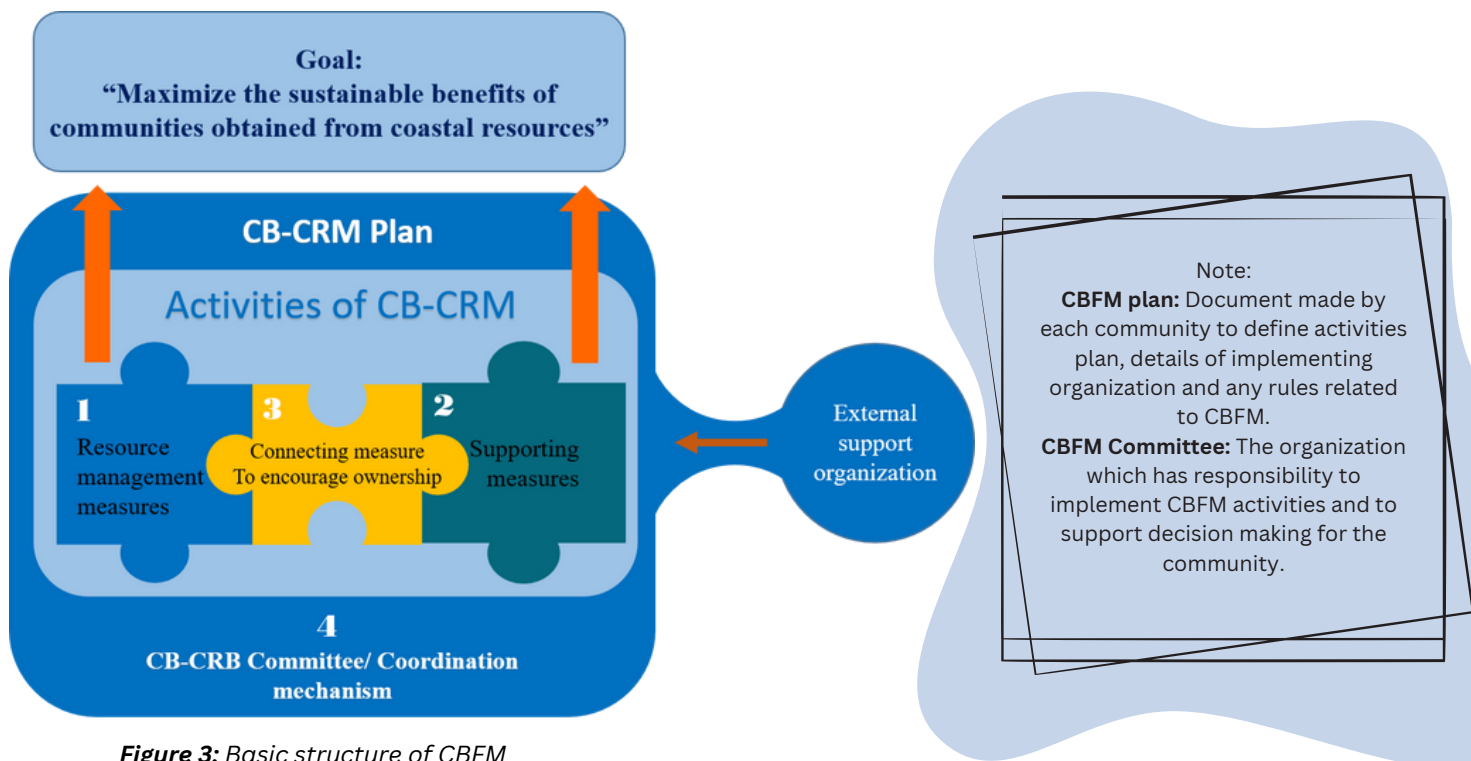 Goal:
“Maximize the sustainable benefits of
communities obtained from coastal resources”
CB-CRM Plan
Activities of CB-CRM
1
Resource
management
measures
3
Connecting measure
To encourage ownership
2
Supporting
measures
4
CB-CRB Committee/ Coordination
mechanism
External
support
organization
Figure 3: Basic structure of CBFM
Note:
CBFM plan: Document made by
each community to define activities
plan, details of implementing
organization and any rules related
to CBFM.
CBFM Committee: The organization
which has responsibility to
implement CBFM activities and to
support decision making for the
community.